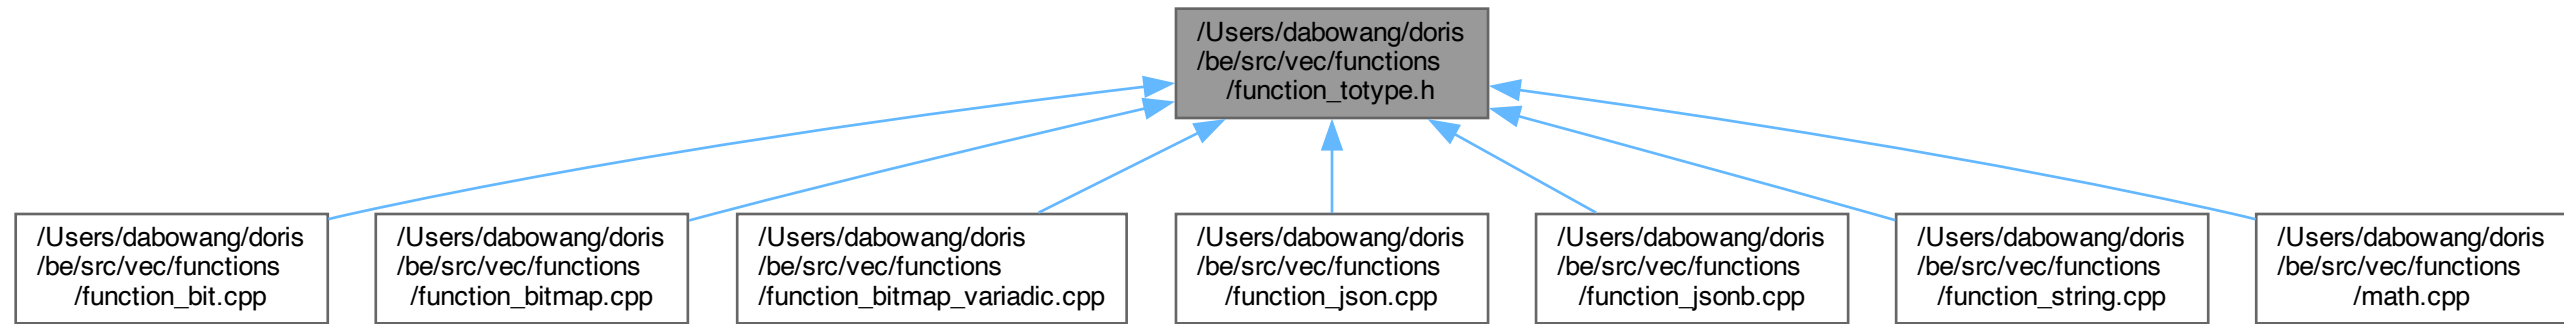 /Users/dabowang/doris
/be/src/vec/functions
/function_totype.h
/Users/dabowang/doris
/be/src/vec/functions
/function_bit.cpp
/Users/dabowang/doris
/be/src/vec/functions
/function_bitmap.cpp
/Users/dabowang/doris
/be/src/vec/functions
/function_bitmap_variadic.cpp
/Users/dabowang/doris
/be/src/vec/functions
/function_json.cpp
/Users/dabowang/doris
/be/src/vec/functions
/function_jsonb.cpp
/Users/dabowang/doris
/be/src/vec/functions
/function_string.cpp
/Users/dabowang/doris
/be/src/vec/functions
/math.cpp